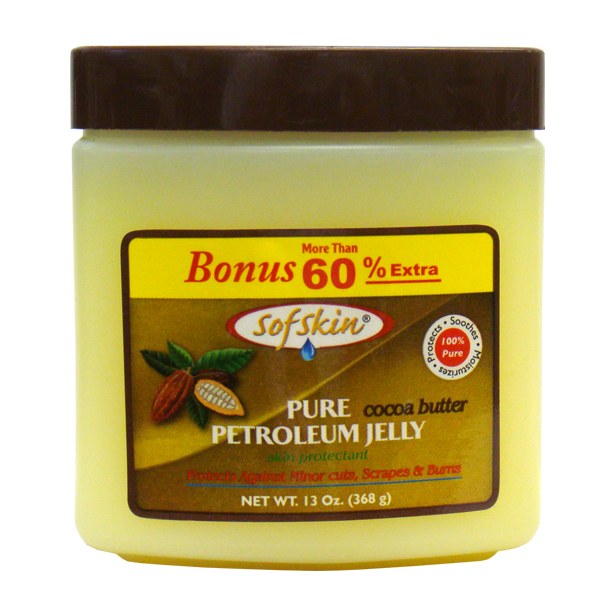 More Than
Bonus 60 % Extra
Sofskin®
Protects • Soothes • Moisturizes •
100%
Pure
PURE cocoa butter
PETROLEUM JELLY
skin protectant
Protects Against Minor cuts, Scrapes & Burns
NET WT. 13 Oz. (368 g)